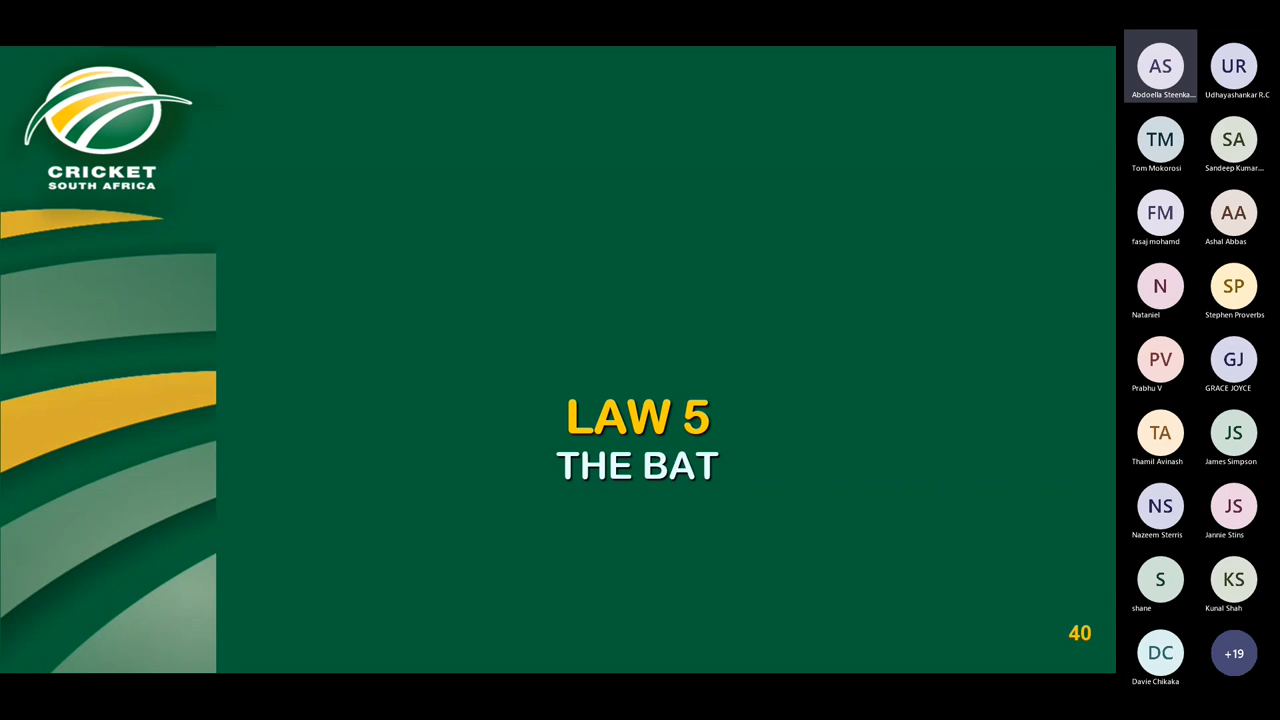 CRICKET
SOUTH AFRICA
LAW 5
THE BAT
40
AS
Abdoella Steenka...
UR
Udhayashankar R.C
TM
Tom Mokorosi
SA
Sandeep Kumar...
FM
fasaj mohamd
AA
Ashal Abbas
N
Nataniel
SP
Stephen Proverbs
PV
Prabhu V
GJ
GRACE JOYCE
TA
Thamil Avinash
JS
James Simpson
NS
Nazeem Sterris
JS
Jannie Stins
S
shane
KS
Kunal Shah
DC
Davie Chikaka
+19